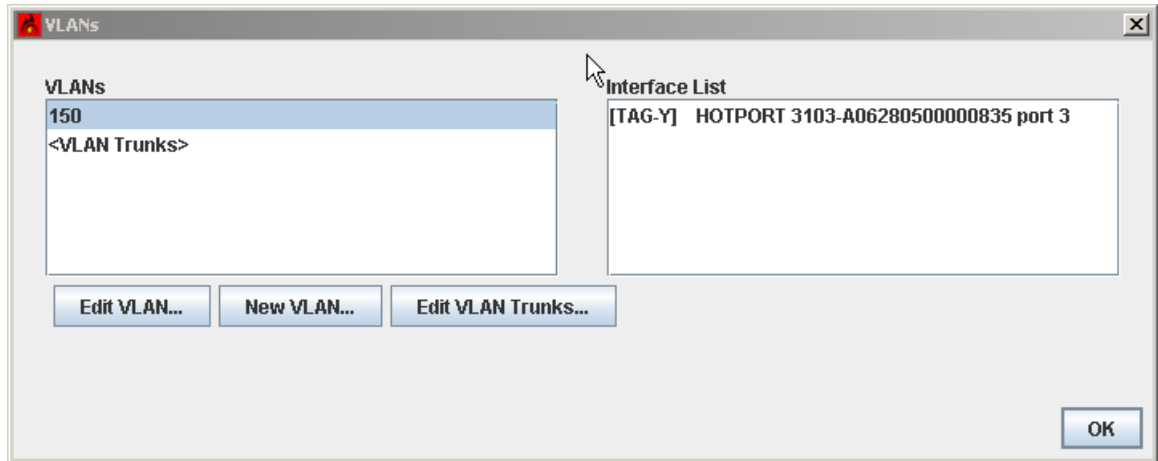 VLANs
VLANs
150
<VLAN Trunks>
Interface List
[TAG-Y] HOTPORT 3103-A06280500000835 port 3
Edit VLAN... New VLAN... Edit VLAN Trunks...
OK